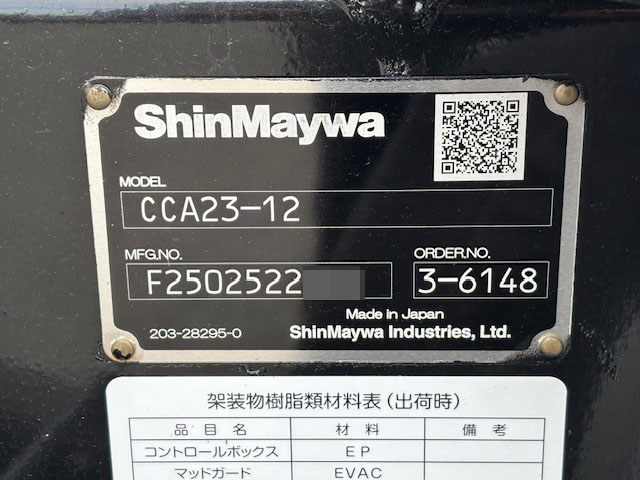 ShinMaywa
MODEL
CCA23-12
MFG.NO.
ORDER.NO.
F2502522
3-6148
Made in Japan
203-28295-0
ShinMaywa Industries, Ltd.
架装物樹脂類材料表(出荷時)
品目名 材料 備考
コントロールボックス EP
マッドガード EVAC